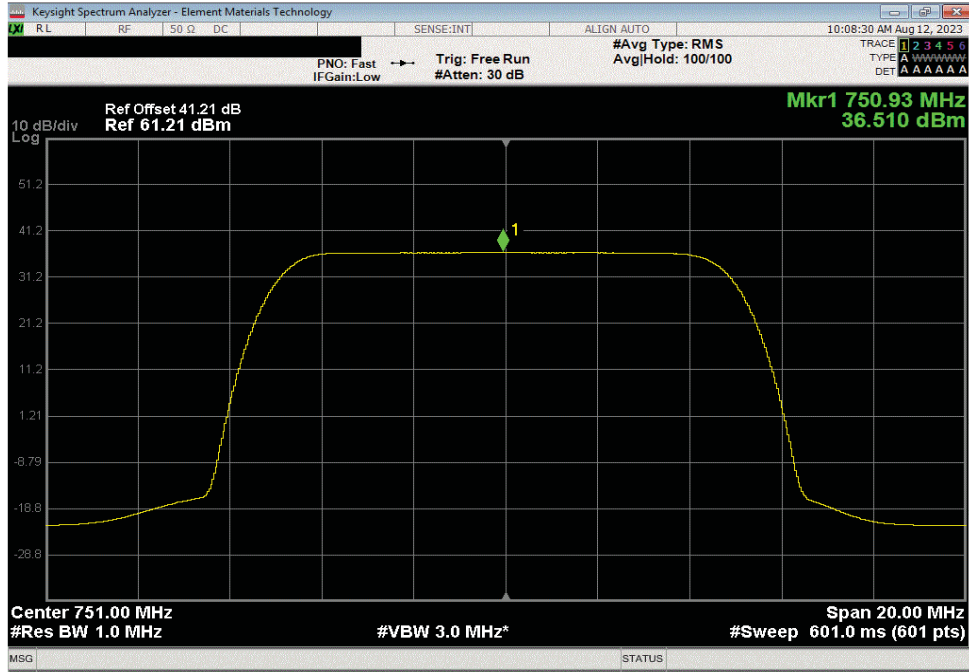 Keysight Spectrum Analyzer - Element Materials Technology
LXI RL RF 50 Ω DC SENSE:INT ALIGN AUTO 10:08:30 AM Aug 12, 2023
PNO: Fast Trig: Free Run #Avg Type: RMS TRACE 1 2 3 4 5 6
IFGain:Low #Atten: 30 dB Avg|Hold: 100/100 TYPE A WWWWW
DET A A A A A A
Mkr1 750.93 MHz
36.510 dBm
Ref Offset 41.21 dB
10 dB/div Ref 61.21 dBm
Log
51.2
41.2
1
31.2
21.2
11.2
1.21
-8.79
-18.8
-28.8
Center 751.00 MHz Span 20.00 MHz
#Res BW 1.0 MHz #VBW 3.0 MHz* #Sweep 601.0 ms (601 pts)
MSG STATUS